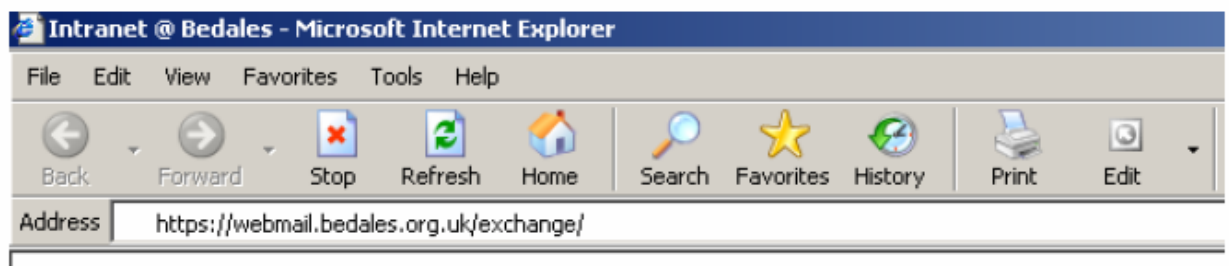 Intranet @ Bedales - Microsoft Internet Explorer
File Edit View Favorites Tools Help
Back Forward Stop Refresh Home Search Favorites History Print Edit
Address https://webmail.bedales.org.uk/exchange/